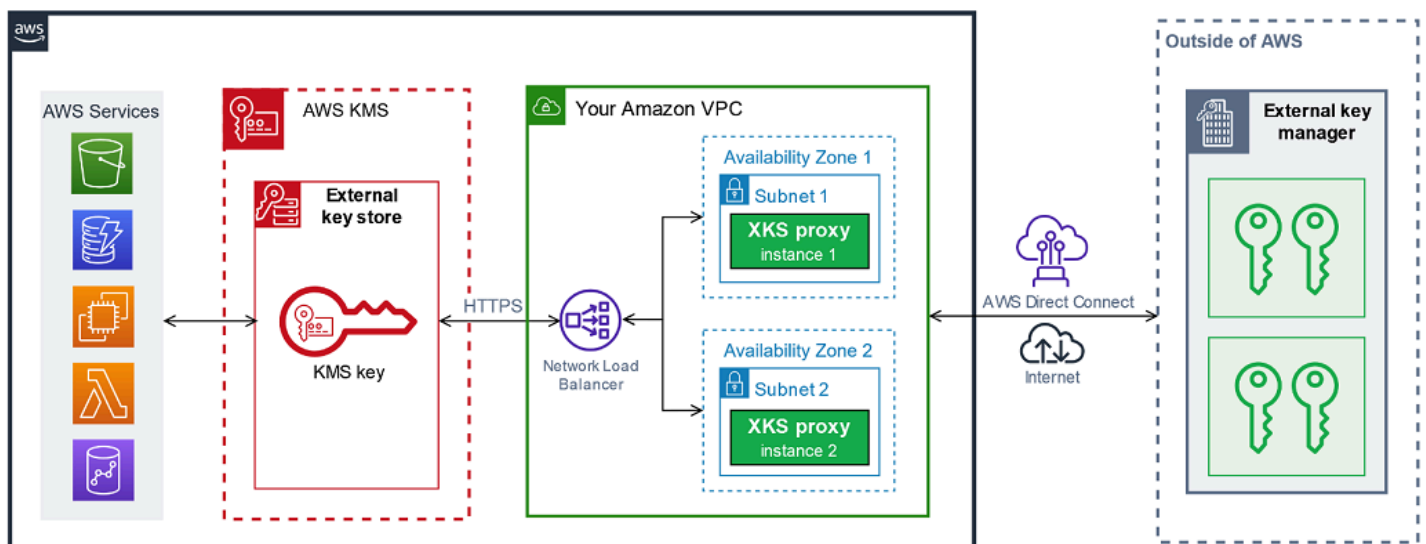 aws
AWS Services
AWS KMS
External
key store
KMS key
HTTPS
Your Amazon VPC
Network Load
Balancer
Availability Zone 1
Subnet 1
XKS proxy
instance 1
Availability Zone 2
Subnet 2
XKS proxy
instance 2
AWS Direct Connect
Internet
Outside of AWS
External key
manager